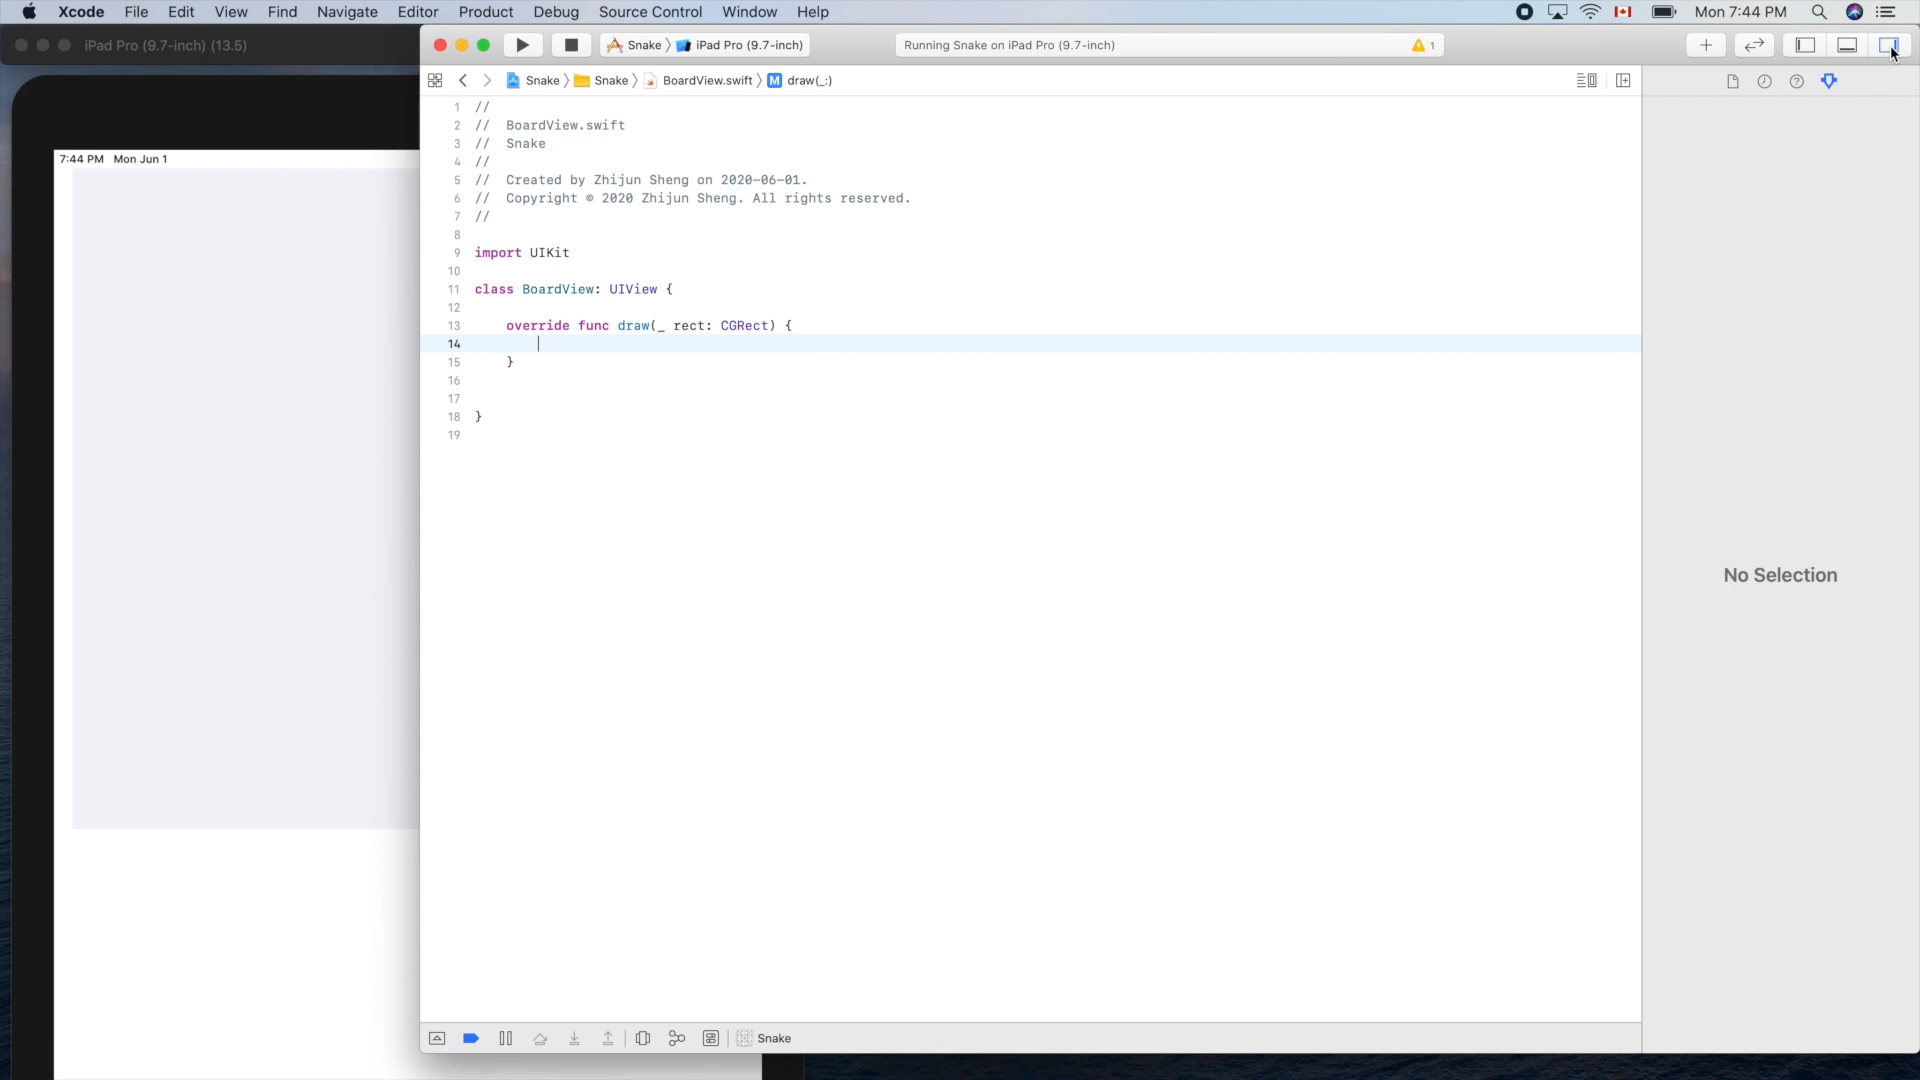 Xcode File Edit View Find Navigate Editor Product Debug Source Control Window Help Mon 7:44 PM
iPad Pro (9.7-inch) (13.5)
Snake iPad Pro (9.7-inch) Running Snake on iPad Pro (9.7-inch) 1
Snake Snake BoardView.swift M draw(_:)
7:44 PM Mon Jun 1
1 //
2 // BoardView.swift
3 // Snake
4 //
5 // Created by Zhijun Sheng on 2020-06-01.
6 // Copyright © 2020 Zhijun Sheng. All rights reserved.
7 //
8
9 import UIKit
10
11 class BoardView: UIView {
12
13 override func draw(_ rect: CGRect) {
14
15 }
16
17
18 }
19
No Selection
Snake